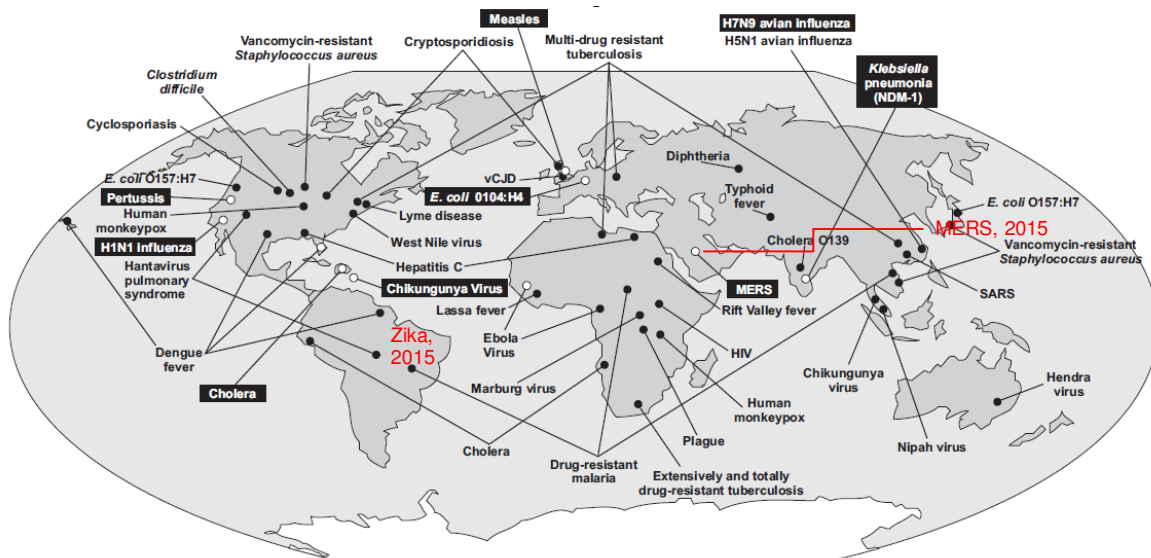 Measles
H7N9 avian influenza
H5N1 avian influenza
Vancomycin-resistant
Staphylococcus aureus
Cryptosporidiosis
Multi-drug resistant
tuberculosis
Klebsiella
pneumonia
(NDM-1)
Clostridium
difficile
Cyclosporiasis
Diphtheria
E. coli O157:H7
vCJD
Pertussis
E. coli 0104:H4
Typhoid
fever
E. coli O157:H7
Human
monkeypox
Lyme disease
MERS, 2015
H1N1 influenza
West Nile virus
Cholera O139
Vancomycin-resistant
Staphylococcus aureus
Hantavirus
pulmonary
syndrome
Hepatitis C
Chikungunya Virus
MERS
SARS
Lassa fever
Rift Valley fever
Zika,
2015
Ebola
Virus
Dengue
fever
HIV
Chikungunya
virus
Hendra
virus
Cholera
Marburg virus
Human
monkeypox
Plague
Nipah virus
Cholera
Drug-resistant
malaria
Extensively and totally
drug-resistant tuberculosis